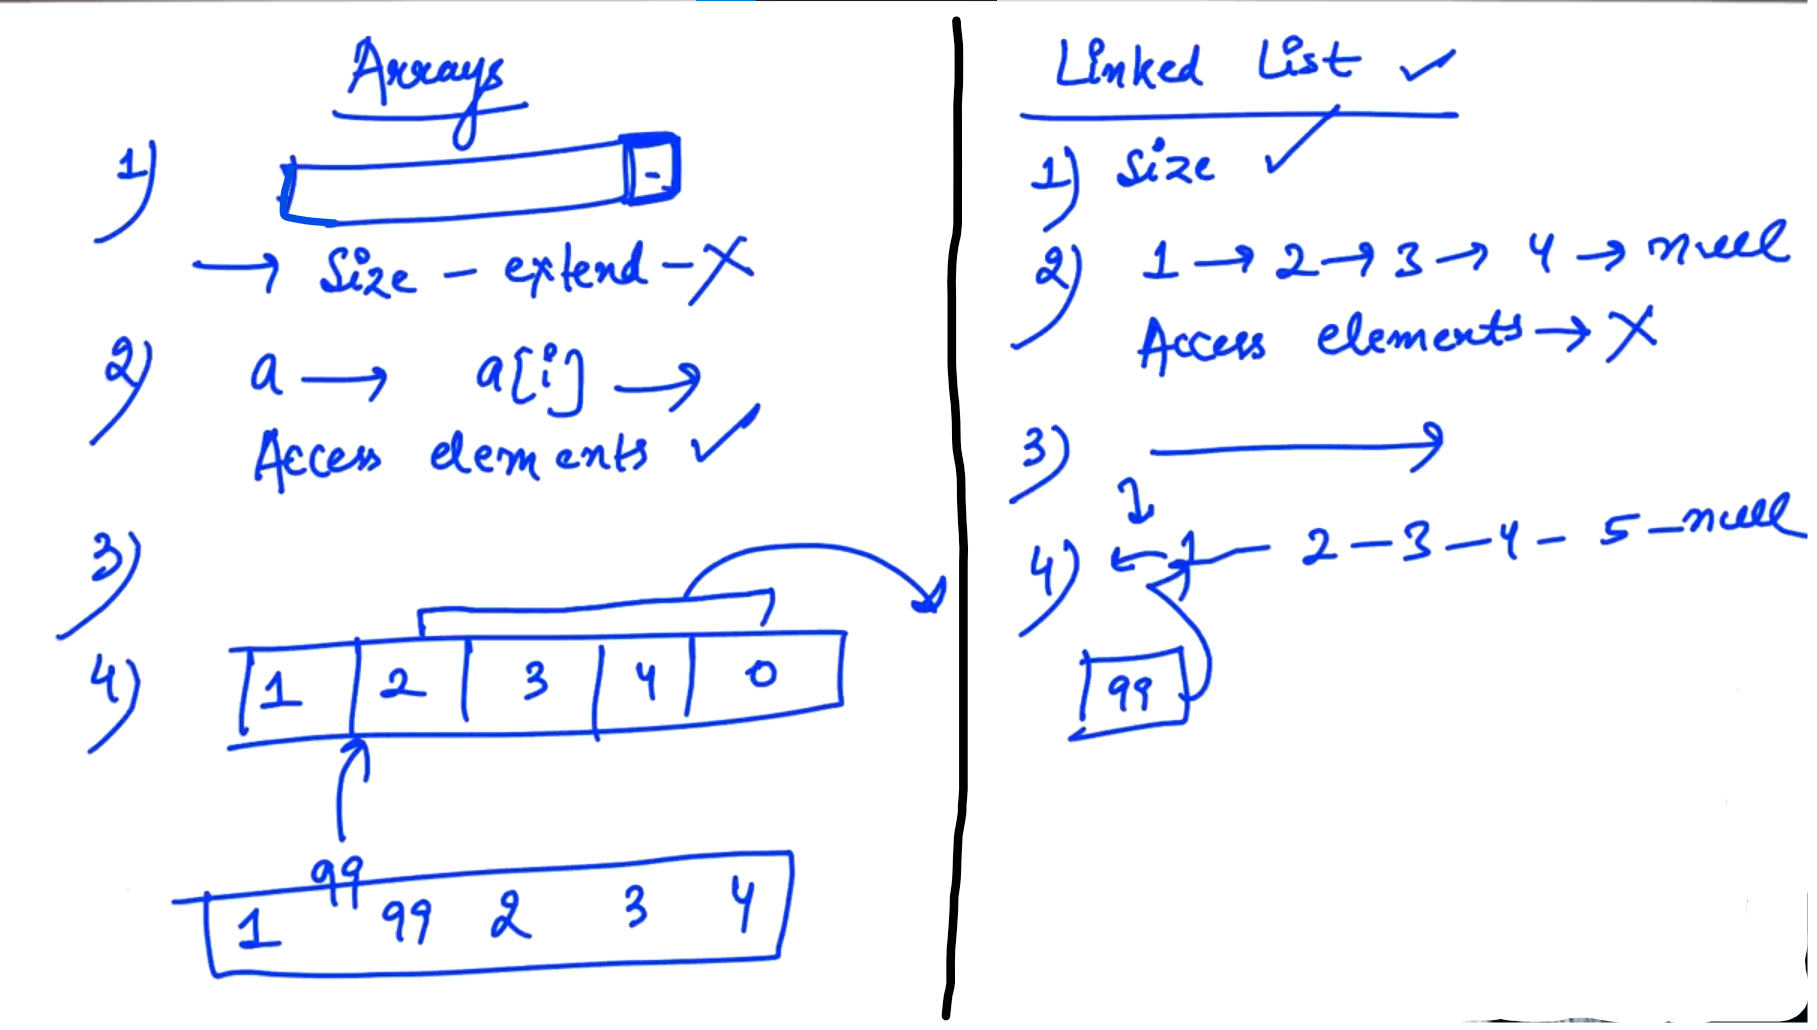 Arrays
1)
-
→ Size - extend - X
2) a → a[i] →
Access elements ✓
3)
4) 1 2 3 4 0
99
1 99 2 3 4
Linked List ✓
1) Size ✓
2) 1 → 2 → 3 → 4 → null
Access elements → X
3) →
4) ← 1 - 2 - 3 - 4 - 5 - null
99